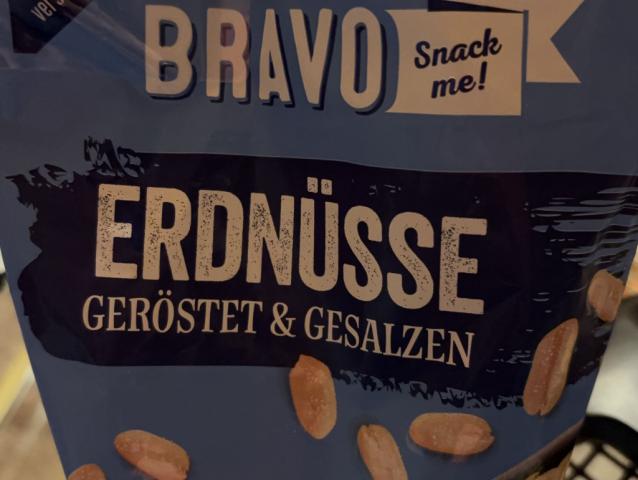 BRAVO
Snack
me!
ERDNÜSSE
GERÖSTET & GESALZEN